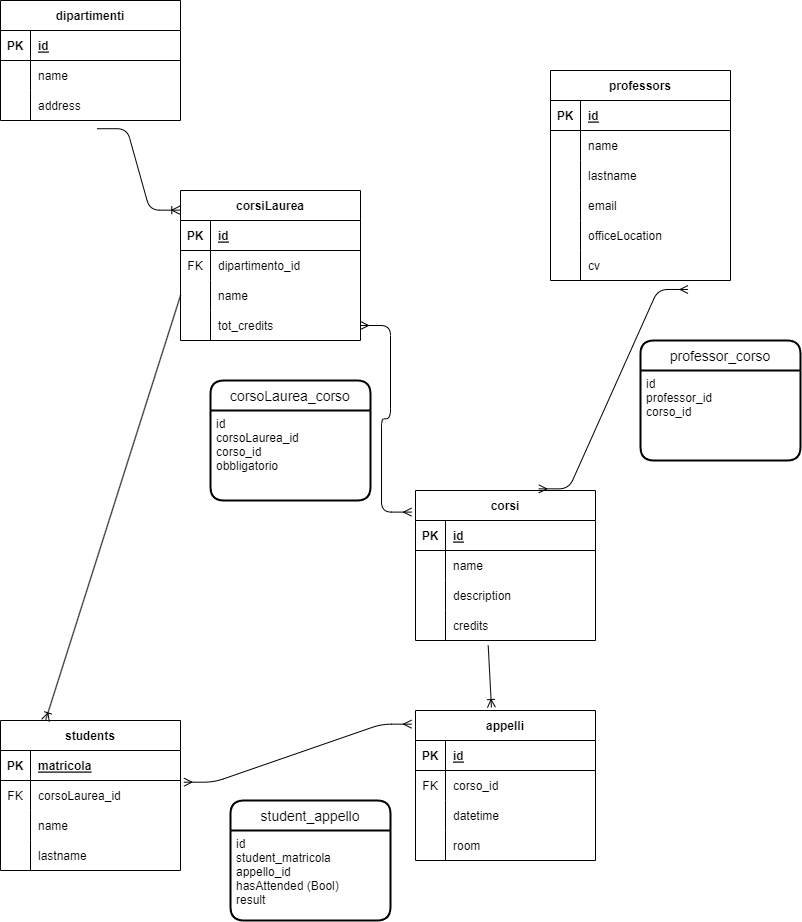 dipartimenti
PK id
name
address
professors
PK id
name
lastname
email
officeLocation
cv
corsiLaurea
PK id
FK dipartimento_id
name
tot_credits
professor_corso
id
professor_id
corso_id
corsoLaurea_corso
id
corsoLaurea_id
corso_id
obbligatorio
corsi
PK id
name
description
credits
students
PK matricola
FK corsoLaurea_id
name
lastname
appelli
PK id
FK corso_id
datetime
room
student_appello
id
student_matricola
appello_id
hasAttended (Bool)
result